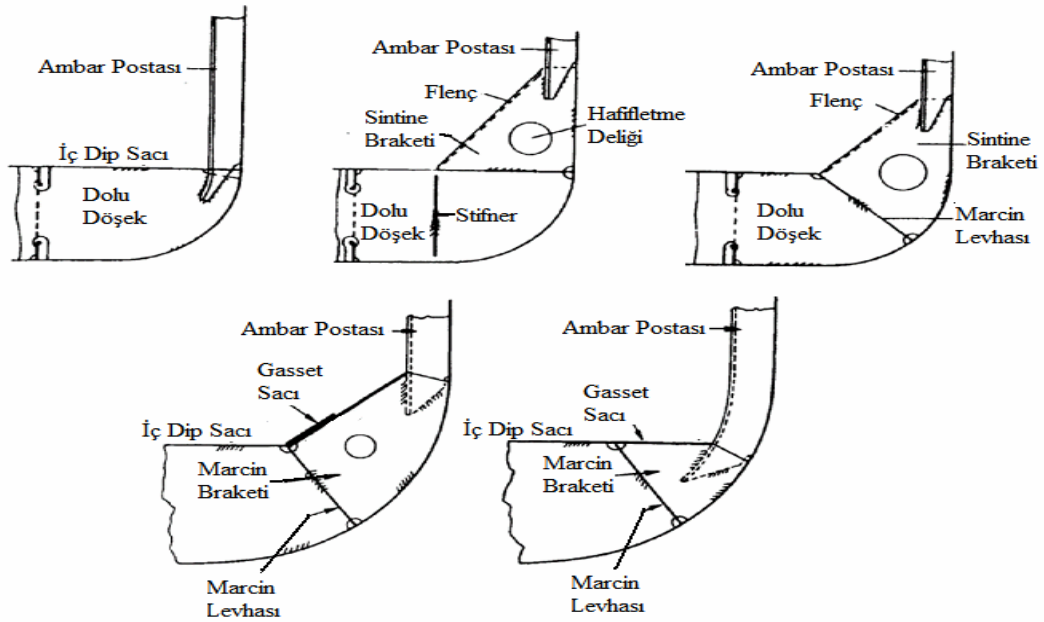 Ambar Postası
İç Dip Sacı
Dolu
Döşek
Ambar Postası
Flenç
Sintine
Braketi
Hafifletme
Deliği
Dolu
Döşek
Stifner
Ambar Postası
Flenç
Sintine
Braketi
Dolu
Döşek
Marcin
Levhası
Ambar Postası
Gasset
Sacı
İç Dip Sacı
Marcin
Braketi
Marcin
Levhası
Ambar Postası
Gasset
Sacı
İç Dip Sacı
Marcin
Braketi
Marcin
Levhası